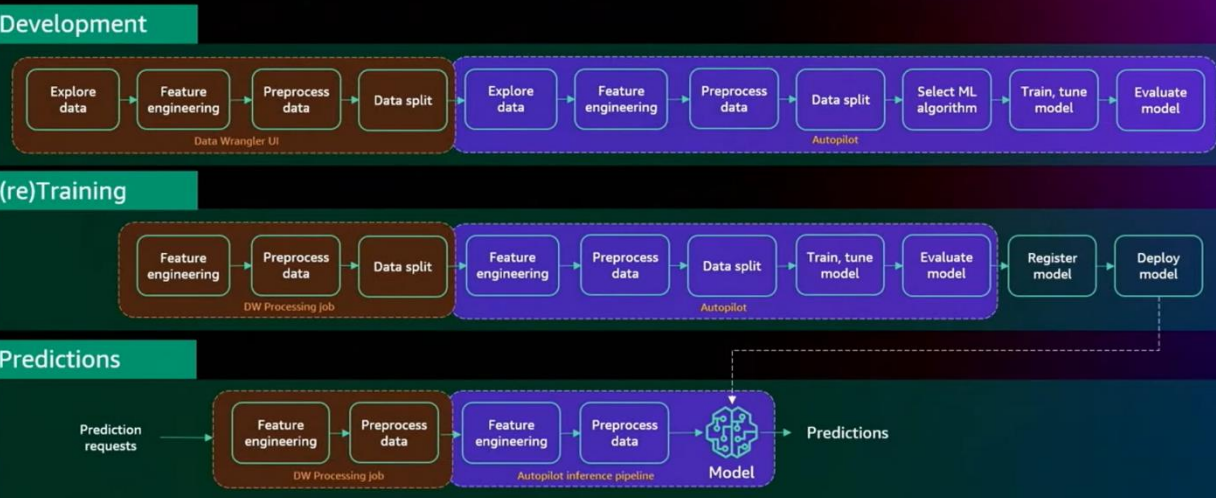 Development
Explore
data
Feature
engineering
Preprocess
data
Data split
Data Wrangler UI
Explore
data
Feature
engineering
Preprocess
data
Data split
Select ML
algorithm
Train, tune
model
Evaluate
model
Autopilot
(re)Training
Feature
engineering
Preprocess
data
Data split
DW Processing job
Feature
engineering
Preprocess
data
Data split
Train, tune
model
Evaluate
model
Autopilot
Register
model
Deploy
model
Predictions
Prediction
requests
Feature
engineering
Preprocess
data
DW Processing job
Feature
engineering
Preprocess
data
Autopilot inference pipeline
Model
Predictions